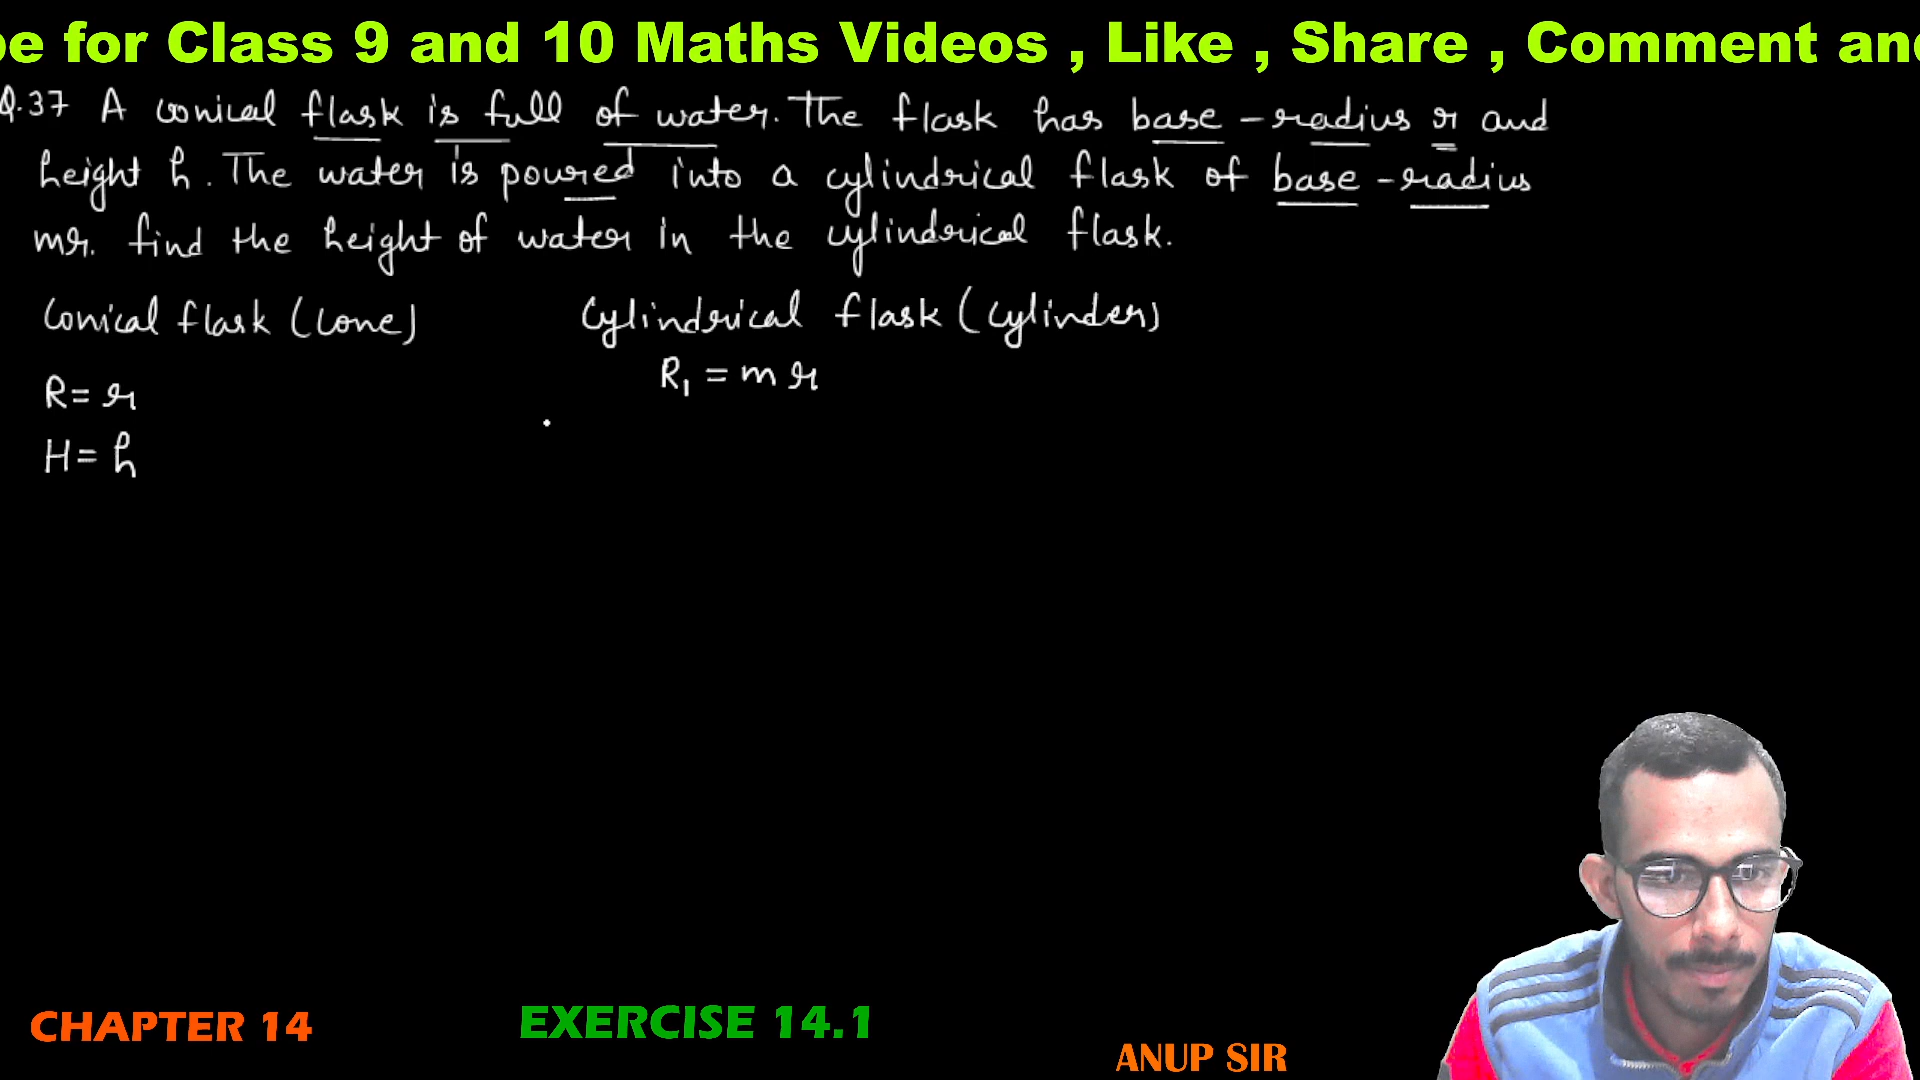 be for Class 9 and 10 Maths Videos , Like , Share , Comment and
Q.37 A conical flask is full of water. The flask has base-radius r and
height h. The water is poured into a cylindrical flask of base-radius
mr. find the height of water in the cylindrical flask.
Conical flask (cone) Cylindrical flask (cylinder)
R₁ = mr
R = r
H = h
CHAPTER 14 EXERCISE 14.1
ANUP SIR